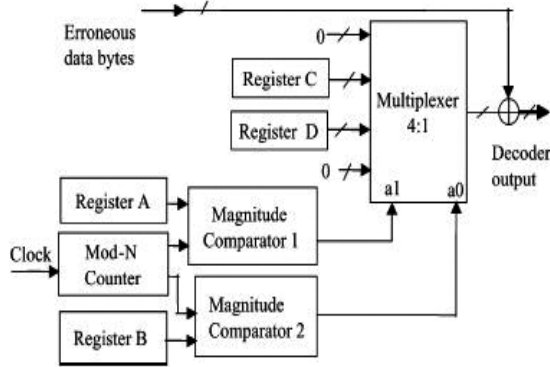 Erroneous
data bytes
0
Register C
Register D
0
Multiplexer
4:1
a1 a0
Decoder
output
Register A
Magnitude
Comparator 1
Clock
Mod-N
Counter
Magnitude
Comparator 2
Register B